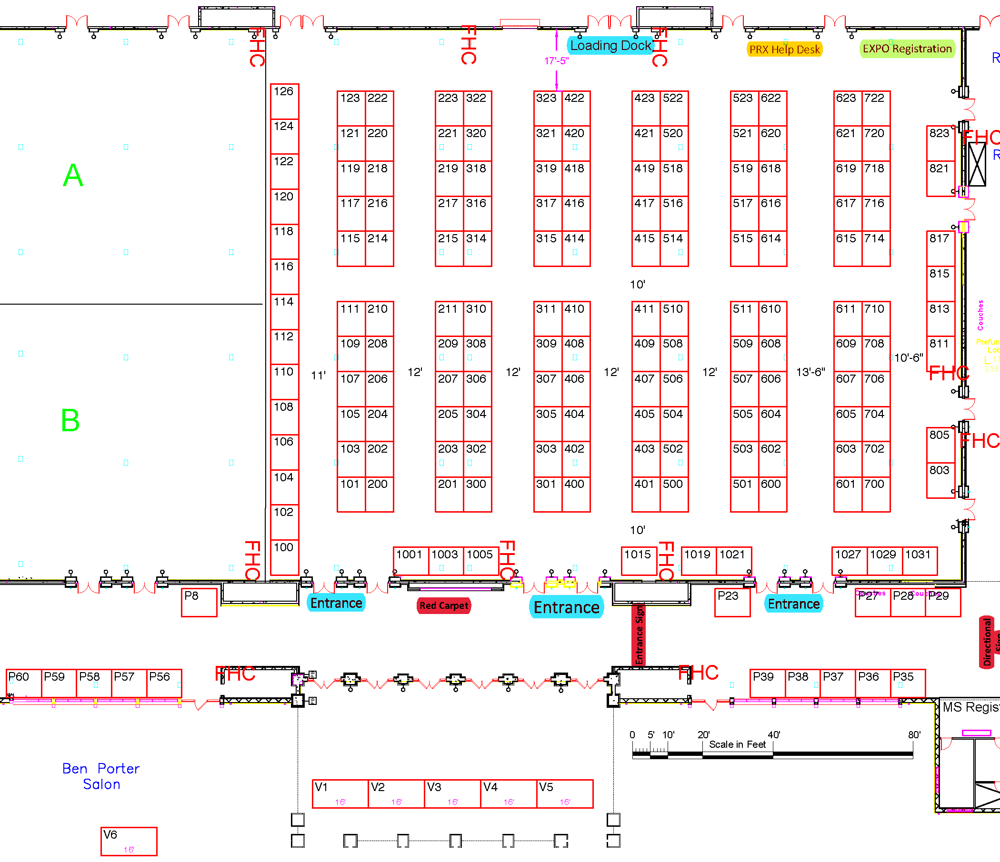 FHC
FHC
FHC
Loading Dock
PRX Help Desk
EXPO Registration
17'-5"
126
123 222
223 322
323 422
423 522
523 622
623 722
124
121 220
221 320
321 420
421 520
521 620
621 720
823
FHC
122
119 218
219 318
319 418
419 518
519 618
619 718
821
A
120
117 216
217 316
317 416
417 516
517 616
617 716
118
115 214
215 314
315 414
415 514
515 614
615 714
817
116
10'
815
114
111 210
211 310
311 410
411 510
511 610
611 710
813
Couches
112
109 208
209 308
309 408
409 508
509 608
609 708
811
10'-6"
110
11'
107 206
12'
207 306
12'
307 406
12'
407 506
12'
507 606
13'-6"
607 706
FHC
108
105 204
205 304
305 404
405 504
505 604
605 704
B
106
103 202
203 302
303 402
403 502
503 602
603 702
805
FHC
104
101 200
201 300
301 400
401 500
501 600
601 700
803
102
10'
100
FHC
1001 1003 1005
FHC
1015
FHC
1019 1021
1027 1029 1031
P8
Entrance
Red Carpet
Entrance
Entrance Sign
P23
Entrance
P27 P28 P29
Couches
Couches
Directional
Sign
P60 P59 P58 P57 P56
FHC
PB
PB
FHC
P39 P38 P37 P36 P35
MS Regis
0 5' 10' 20' 40' 80'
Scale in Feet
Ben Porter
Salon
V1 V2 V3 V4 V5
16' 16' 16' 16' 16'
V6
16'